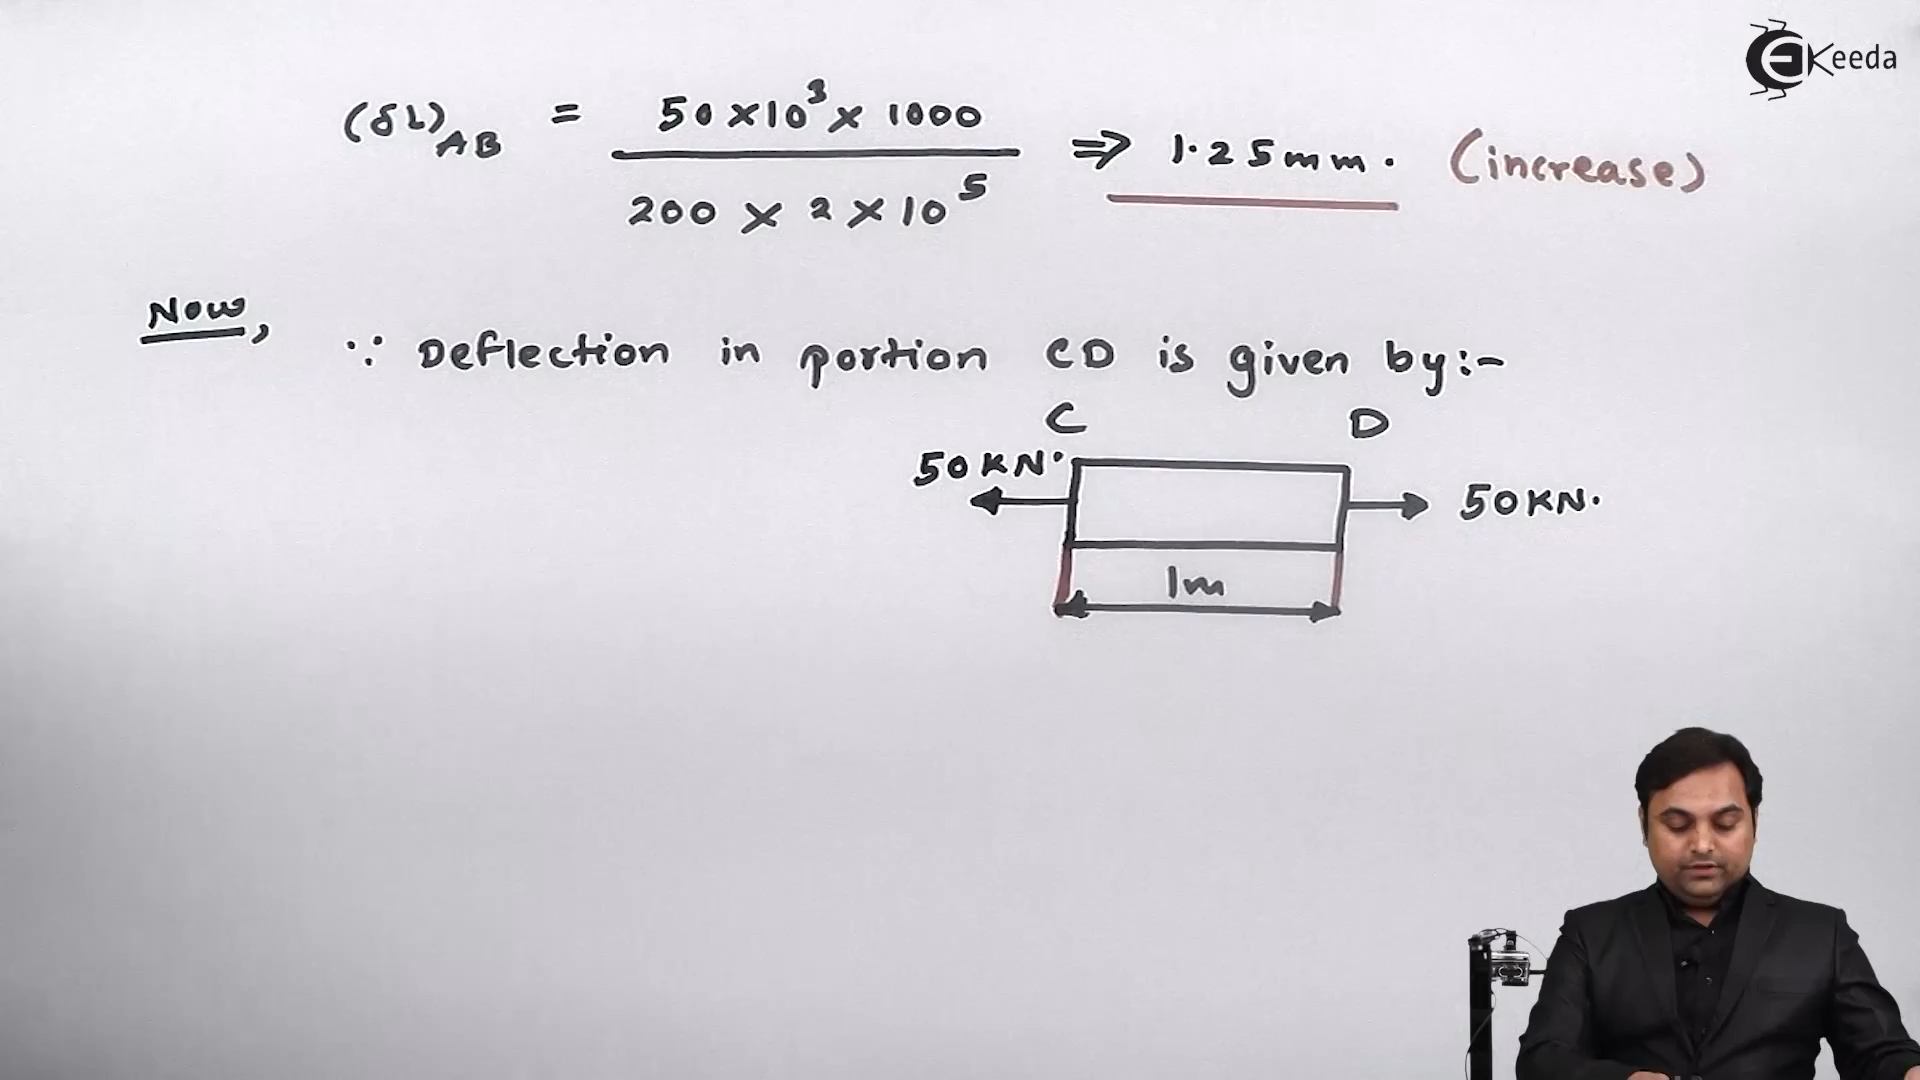 EKeeda
(δL)AB = 50 × 10³ × 1000 / 200 × 2 × 10⁵ ⇒ 1.25mm. (increase)
Now,
∵ Deflection in portion CD is given by:-
C D
50KN. 50KN.
1m